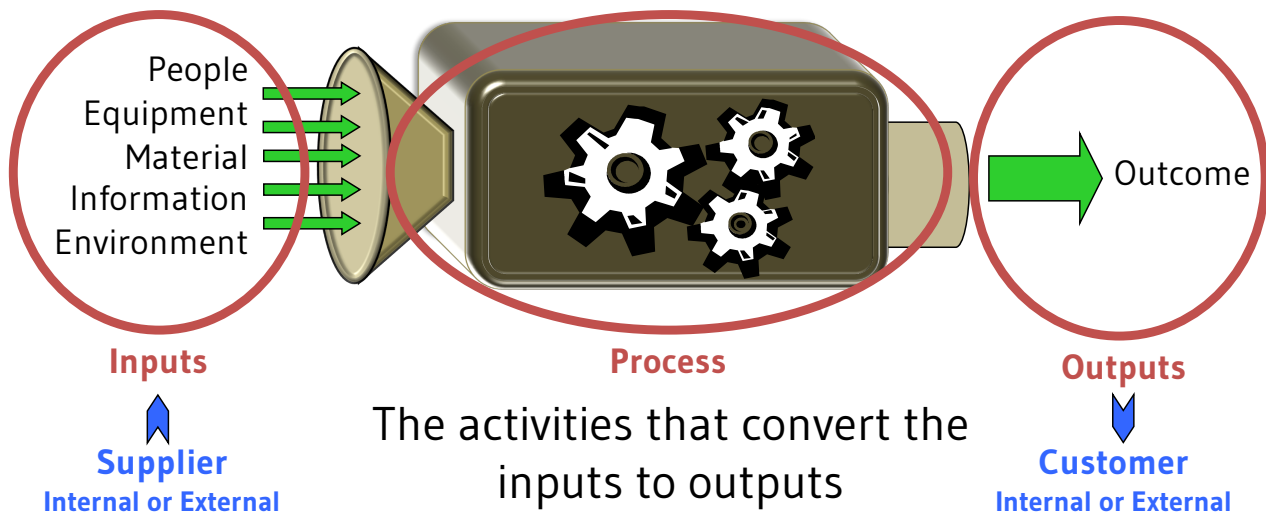 People
Equipment
Material
Information
Environment
Outcome
Inputs
Process
Outputs
The activities that convert the
inputs to outputs
Supplier
Internal or External
Customer
Internal or External